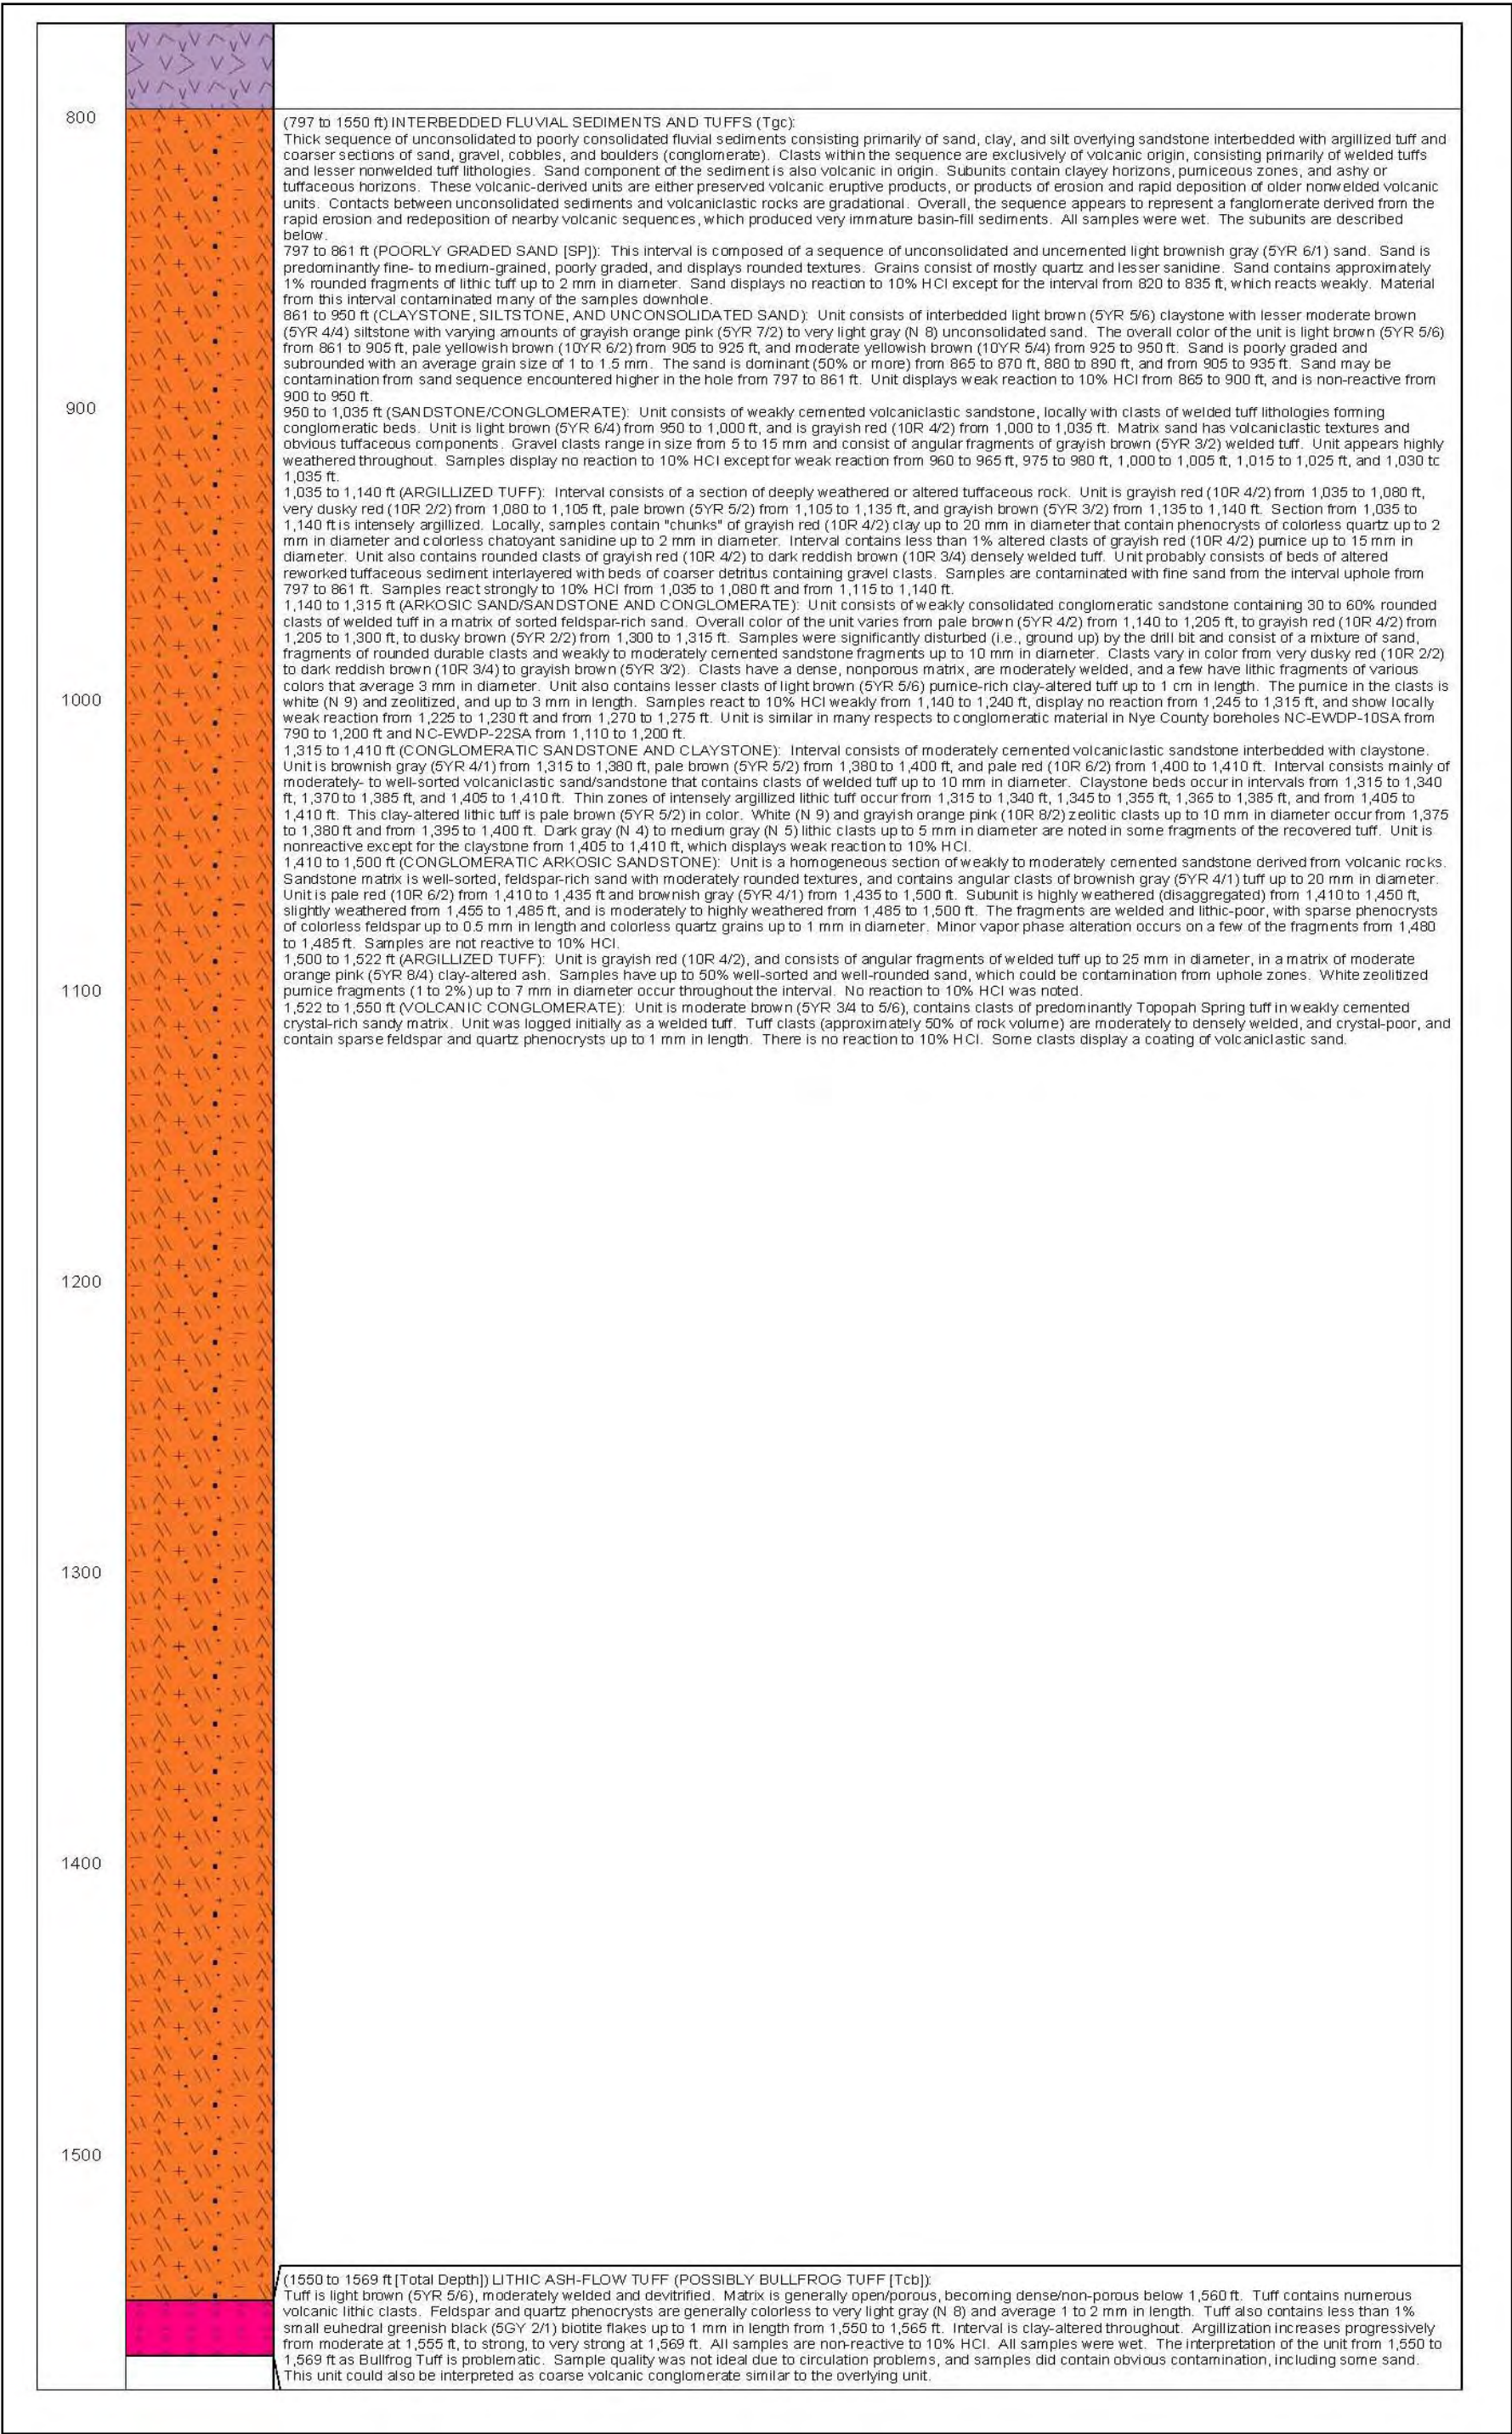 800
(797 to 1550 ft) INTERBEDDED FLUVIAL SEDIMENTS AND TUFFS (Tgc):
Thick sequence of unconsolidated to poorly consolidated fluvial sediments consisting primarily of sand, clay, and silt overlying sandstone interbedded with argillized tuff and
coarser sections of sand, gravel, cobbles, and boulders (conglomerate). Clasts within the sequence are exclusively of volcanic origin, consisting primarily of welded tuffs
and lesser nonwelded tuff lithologies. Sand component of the sediment is also volcanic in origin. Subunits contain clayey horizons, pumiceous zones, and ashy or
tuffaceous horizons. These volcanic-derived units are either preserved volcanic eruptive products, or products of erosion and rapid deposition of older nonwelded volcanic
units. Contacts between unconsolidated sediments and volcaniclastic rocks are gradational. Overall, the sequence appears to represent a fanglomerate derived from the
rapid erosion and redeposition of nearby volcanic sequences, which produced very immature basin-fill sediments. All samples were wet. The subunits are described
below.
797 to 861 ft (POORLY GRADED SAND [SP]): This interval is composed of a sequence of unconsolidated and uncemented light brownish gray (5YR 6/1) sand. Sand is
predominantly fine- to medium-grained, poorly graded, and displays rounded textures. Grains consist of mostly quartz and lesser sanidine. Sand contains approximately
1% rounded fragments of lithic tuff up to 2 mm in diameter. Sand displays no reaction to 10% HCl except for the interval from 820 to 835 ft, which reacts weakly. Material
from this interval contaminated many of the samples downhole.
861 to 950 ft (CLAYSTONE, SILTSTONE, AND UNCONSOLIDATED SAND): Unit consists of interbedded light brown (5YR 5/6) claystone with lesser moderate brown
(5YR 4/4) siltstone with varying amounts of grayish orange pink (5YR 7/2) to very light gray (N 8) unconsolidated sand. The overall color of the unit is light brown (5YR 5/6)
from 861 to 905 ft, pale yellowish brown (10YR 6/2) from 905 to 925 ft, and moderate yellowish brown (10YR 5/4) from 925 to 950 ft. Sand is poorly graded and
subrounded with an average grain size of 1 to 1.5 mm. The sand is dominant (50% or more) from 865 to 870 ft, 880 to 890 ft, and from 905 to 935 ft. Sand may be
contamination from sand sequence encountered higher in the hole from 797 to 861 ft. Unit displays weak reaction to 10% HCl from 865 to 900 ft, and is non-reactive from
900 to 950 ft.
900
950 to 1,035 ft (SANDSTONE/CONGLOMERATE): Unit consists of weakly cemented volcaniclastic sandstone, locally with clasts of welded tuff lithologies forming
conglomeratic beds. Unit is light brown (5YR 6/4) from 950 to 1,000 ft, and is grayish red (10R 4/2) from 1,000 to 1,035 ft. Matrix sand has volcaniclastic textures and
obvious tuffaceous components. Gravel clasts range in size from 5 to 15 mm and consist of angular fragments of grayish brown (5YR 3/2) welded tuff. Unit appears highly
weathered throughout. Samples display no reaction to 10% HCl except for weak reaction from 960 to 965 ft, 975 to 980 ft, 1,000 to 1,005 ft, 1,015 to 1,025 ft, and 1,030 to
1,035 ft.
1,035 to 1,140 ft (ARGILLIZED TUFF): Interval consists of a section of deeply weathered or altered tuffaceous rock. Unit is grayish red (10R 4/2) from 1,035 to 1,080 ft,
very dusky red (10R 2/2) from 1,080 to 1,105 ft, pale brown (5YR 5/2) from 1,105 to 1,135 ft, and grayish brown (5YR 3/2) from 1,135 to 1,140 ft. Section from 1,035 to
1,140 ft is intensely argillized. Locally, samples contain "chunks" of grayish red (10R 4/2) clay up to 20 mm in diameter that contain phenocrysts of colorless quartz up to 2
mm in diameter and colorless chatoyant sanidine up to 2 mm in diameter. Interval contains less than 1% altered clasts of grayish red (10R 4/2) pumice up to 15 mm in
diameter. Unit also contains rounded clasts of grayish red (10R 4/2) to dark reddish brown (10R 3/4) densely welded tuff. Unit probably consists of beds of altered
reworked tuffaceous sediment interlayered with beds of coarser detritus containing gravel clasts. Samples are contaminated with fine sand from the interval uphole from
797 to 861 ft. Samples react strongly to 10% HCl from 1,035 to 1,080 ft and from 1,115 to 1,140 ft.
1,140 to 1,315 ft (ARKOSIC SAND/SANDSTONE AND CONGLOMERATE): Unit consists of weakly consolidated conglomeratic sandstone containing 30 to 60% rounded
clasts of welded tuff in a matrix of sorted feldspar-rich sand. Overall color of the unit varies from pale brown (5YR 4/2) from 1,140 to 1,205 ft, to grayish red (10R 4/2) from
1,205 to 1,300 ft, to dusky brown (5YR 2/2) from 1,300 to 1,315 ft. Samples were significantly disturbed (i.e., ground up) by the drill bit and consist of a mixture of sand,
fragments of rounded durable clasts and weakly to moderately cemented sandstone fragments up to 10 mm in diameter. Clasts vary in color from very dusky red (10R 2/2)
to dark reddish brown (10R 3/4) to grayish brown (5YR 3/2). Clasts have a dense, nonporous matrix, are moderately welded, and a few have lithic fragments of various
colors that average 3 mm in diameter. Unit also contains lesser clasts of light brown (5YR 5/6) pumice-rich clay-altered tuff up to 1 cm in length. The pumice in the clasts is
1000
white (N 9) and zeolitized, and up to 3 mm in length. Samples react to 10% HCl weakly from 1,140 to 1,240 ft, display no reaction from 1,245 to 1,315 ft, and show locally
weak reaction from 1,225 to 1,230 ft and from 1,270 to 1,275 ft. Unit is similar in many respects to conglomeratic material in Nye County boreholes NC-EWDP-10SA from
790 to 1,200 ft and NC-EWDP-22SA from 1,110 to 1,200 ft.
1,315 to 1,410 ft (CONGLOMERATIC SANDSTONE AND CLAYSTONE): Interval consists of moderately cemented volcaniclastic sandstone interbedded with claystone.
Unit is brownish gray (5YR 4/1) from 1,315 to 1,380 ft, pale brown (5YR 5/2) from 1,380 to 1,400 ft, and pale red (10R 6/2) from 1,400 to 1,410 ft. Interval consists mainly of
moderately- to well-sorted volcaniclastic sand/sandstone that contains clasts of welded tuff up to 10 mm in diameter. Claystone beds occur in intervals from 1,315 to 1,340
ft, 1,370 to 1,385 ft, and 1,405 to 1,410 ft. Thin zones of intensely argillized lithic tuff occur from 1,315 to 1,340 ft, 1,345 to 1,355 ft, 1,365 to 1,385 ft, and from 1,405 to
1,410 ft. This clay-altered lithic tuff is pale brown (5YR 5/2) in color. White (N 9) and grayish orange pink (10R 8/2) zeolitic clasts up to 10 mm in diameter occur from 1,375
to 1,380 ft and from 1,395 to 1,400 ft. Dark gray (N 4) to medium gray (N 5) lithic clasts up to 5 mm in diameter are noted in some fragments of the recovered tuff. Unit is
nonreactive except for the claystone from 1,405 to 1,410 ft, which displays weak reaction to 10% HCl.
1,410 to 1,500 ft (CONGLOMERATIC ARKOSIC SANDSTONE): Unit is a homogeneous section of weakly to moderately cemented sandstone derived from volcanic rocks.
Sandstone matrix is well-sorted, feldspar-rich sand with moderately rounded textures, and contains angular clasts of brownish gray (5YR 4/1) tuff up to 20 mm in diameter.
Unit is pale red (10R 6/2) from 1,410 to 1,435 ft and brownish gray (5YR 4/1) from 1,435 to 1,500 ft. Subunit is highly weathered (disaggregated) from 1,410 to 1,450 ft,
slightly weathered from 1,455 to 1,485 ft, and is moderately to highly weathered from 1,485 to 1,500 ft. The fragments are welded and lithic-poor, with sparse phenocrysts
of colorless feldspar up to 0.5 mm in length and colorless quartz grains up to 1 mm in diameter. Minor vapor phase alteration occurs on a few of the fragments from 1,480
to 1,485 ft. Samples are not reactive to 10% HCl.
1,500 to 1,522 ft (ARGILLIZED TUFF): Unit is grayish red (10R 4/2), and consists of angular fragments of welded tuff up to 25 mm in diameter, in a matrix of moderate
orange pink (5YR 8/4) clay-altered ash. Samples have up to 50% well-sorted and well-rounded sand, which could be contamination from uphole zones. White zeolitized
1100
pumice fragments (1 to 2%) up to 7 mm in diameter occur throughout the interval. No reaction to 10% HCl was noted.
1,522 to 1,550 ft (VOLCANIC CONGLOMERATE): Unit is moderate brown (5YR 3/4 to 5/6), contains clasts of predominantly Topopah Spring tuff in weakly cemented
crystal-rich sandy matrix. Unit was logged initially as a welded tuff. Tuff clasts (approximately 50% of rock volume) are moderately to densely welded, and crystal-poor, and
contain sparse feldspar and quartz phenocrysts up to 1 mm in length. There is no reaction to 10% HCl. Some clasts display a coating of volcaniclastic sand.
1200
1300
1400
1500
(1550 to 1569 ft [Total Depth]) LITHIC ASH-FLOW TUFF (POSSIBLY BULLFROG TUFF [Tcb]):
Tuff is light brown (5YR 5/6), moderately welded and devitrified. Matrix is generally open/porous, becoming dense/non-porous below 1,560 ft. Tuff contains numerous
volcanic lithic clasts. Feldspar and quartz phenocrysts are generally colorless to very light gray (N 8) and average 1 to 2 mm in length. Tuff also contains less than 1%
small euhedral greenish black (5GY 2/1) biotite flakes up to 1 mm in length from 1,550 to 1,565 ft. Interval is clay-altered throughout. Argillization increases progressively
from moderate at 1,555 ft, to strong, to very strong at 1,569 ft. All samples are non-reactive to 10% HCl. All samples were wet. The interpretation of the unit from 1,550 to
1,569 ft as Bullfrog Tuff is problematic. Sample quality was not ideal due to circulation problems, and samples did contain obvious contamination, including some sand.
This unit could also be interpreted as coarse volcanic conglomerate similar to the overlying unit.